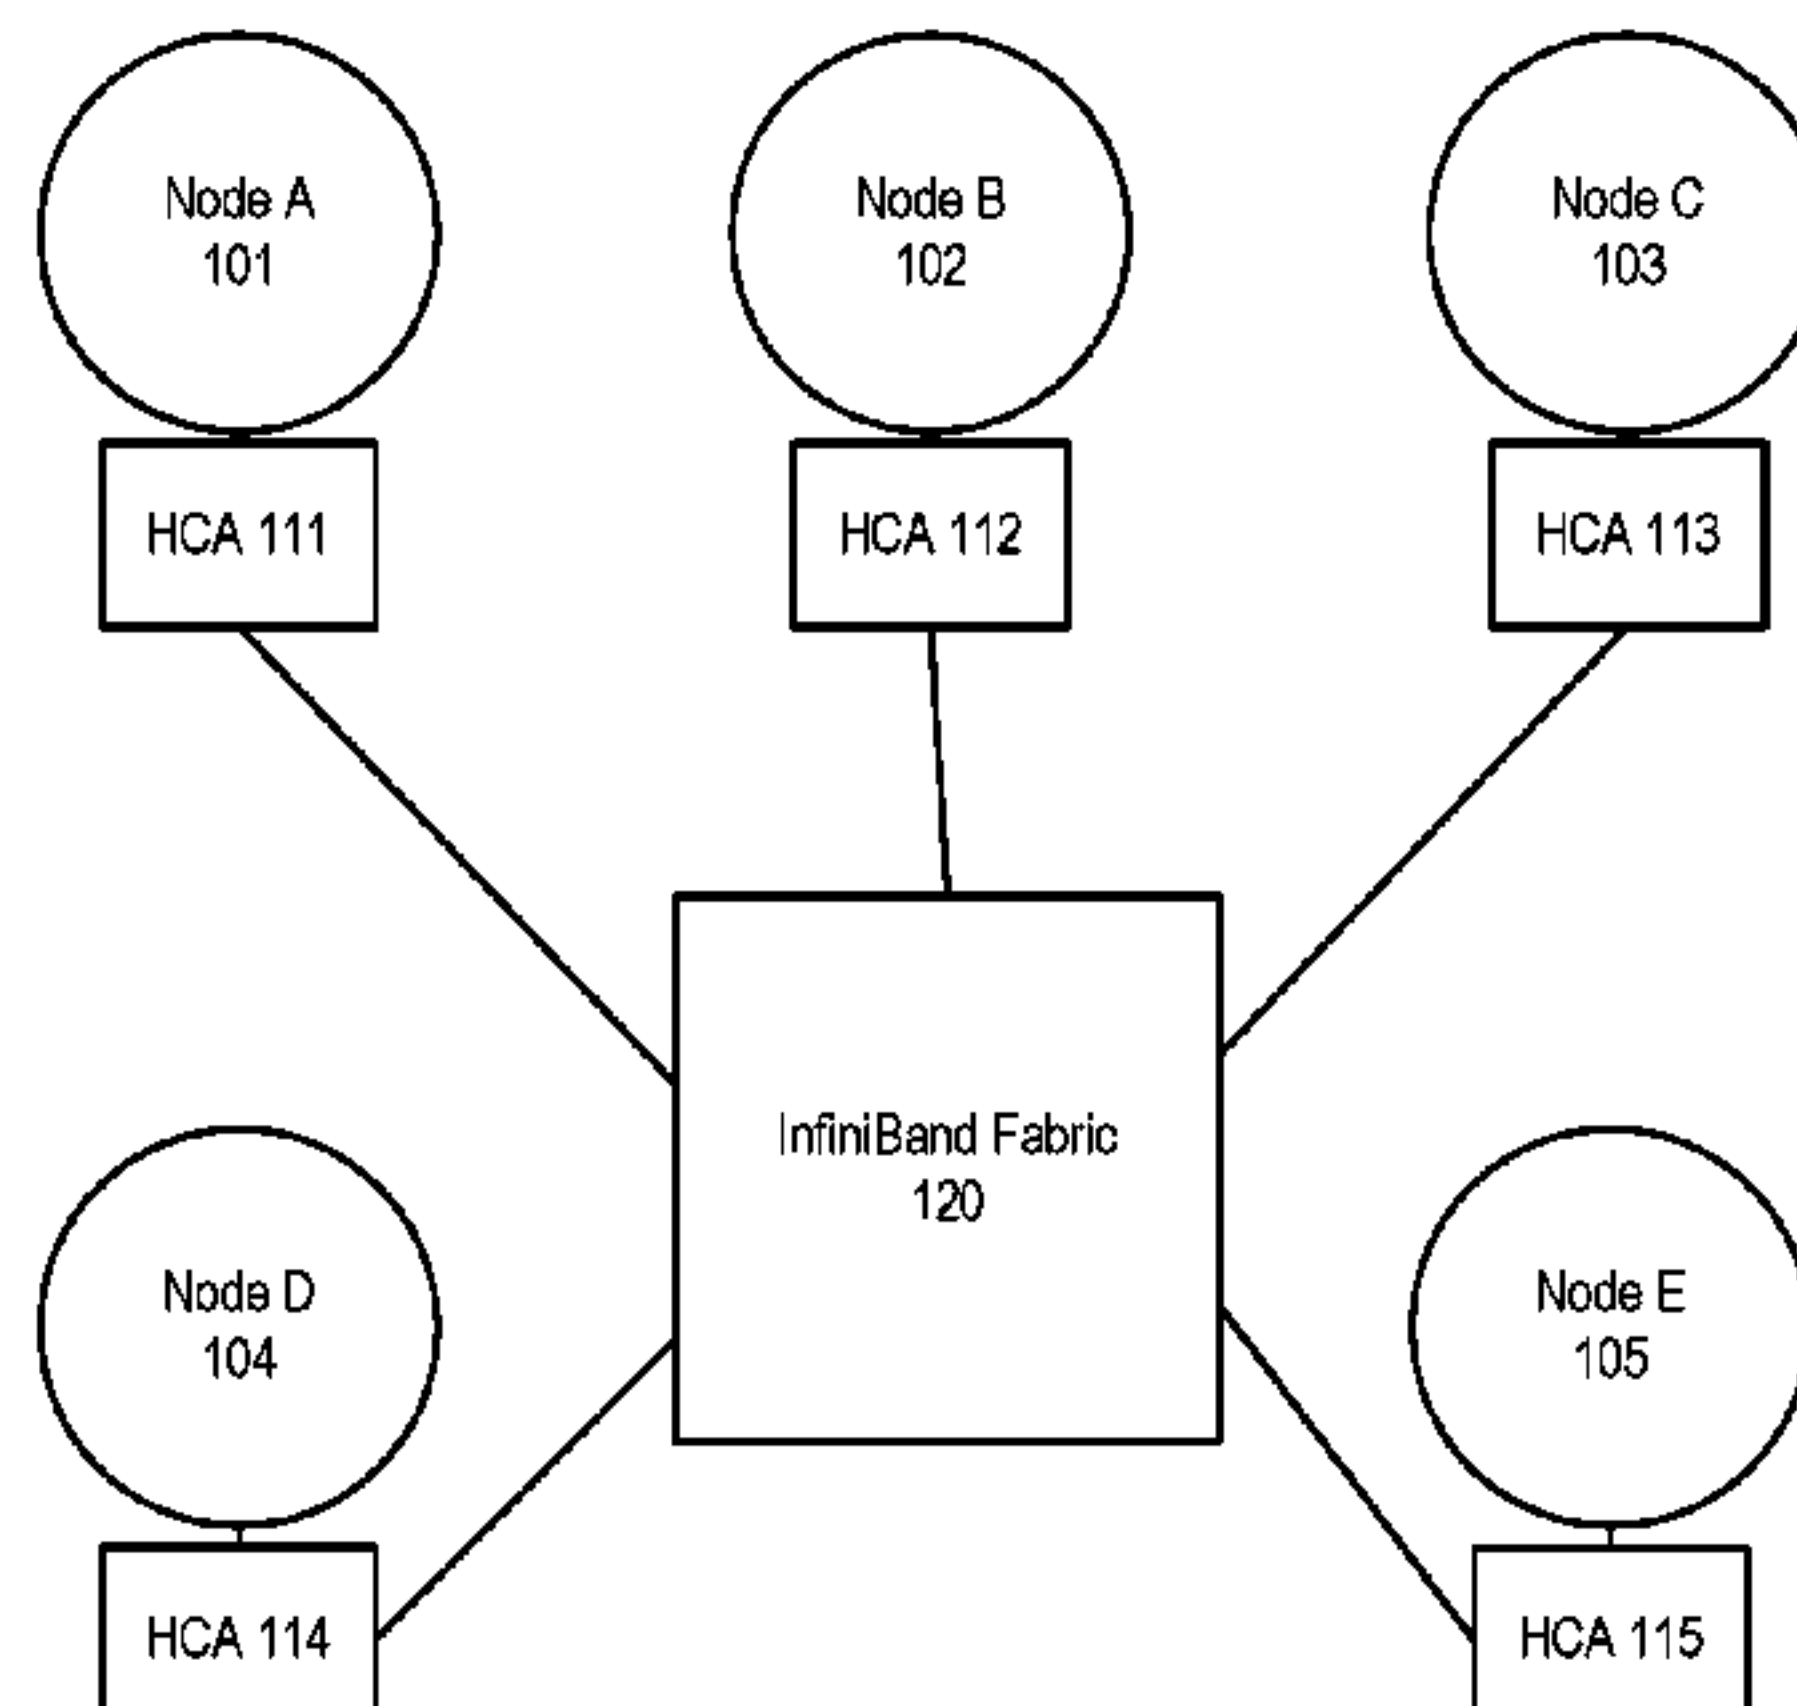 Node A
101
Node B
102
Node C
103
HCA 111
HCA 112
HCA 113
InfiniBand Fabric
120
Node D
104
Node E
105
HCA 114
HCA 115